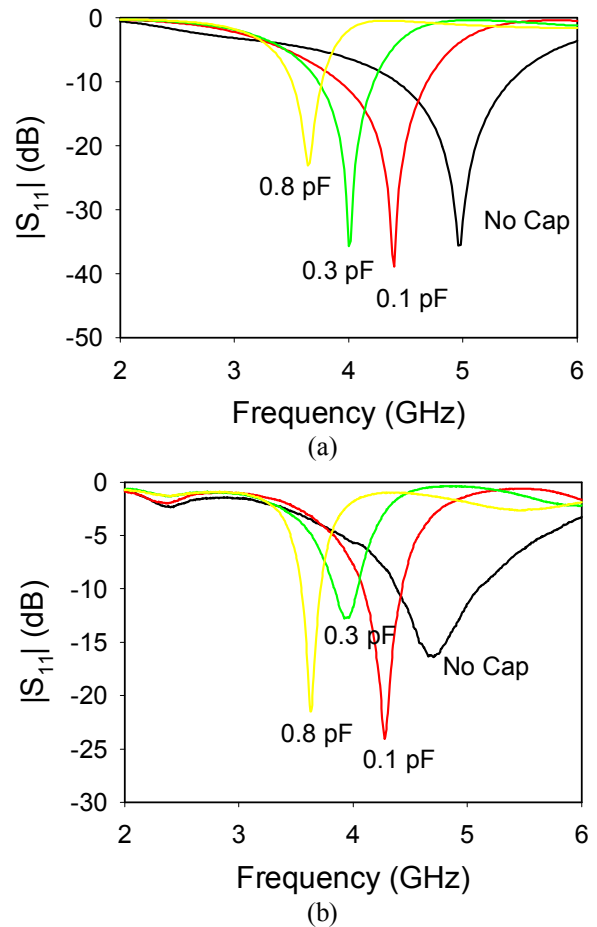 0
-10
-20
-30
-40
-50
|S₁₁| (dB)
0.8 pF
0.3 pF
0.1 pF
No Cap
2 3 4 5 6
Frequency (GHz)
(a)
0
-5
-10
-15
-20
-25
-30
|S₁₁| (dB)
0.3 pF
No Cap
0.8 pF
0.1 pF
2 3 4 5 6
Frequency (GHz)
(b)